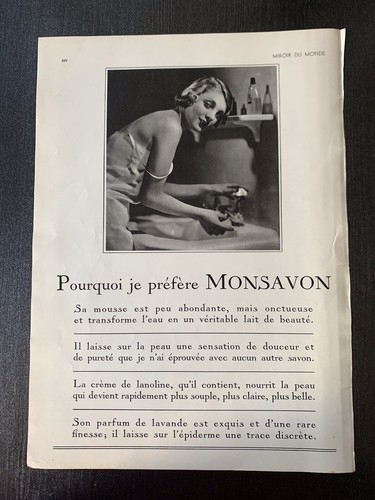 MIROIR DU MONDE
Pourquoi je préfère MONSAVON
Sa mousse est peu abondante, mais onctueuse
et transforme l'eau en un véritable lait de beauté.
Il laisse sur la peau une sensation de douceur et
de pureté que je n'ai éprouvée avec aucun autre savon.
La crème de lanoline, qu'il contient, nourrit la peau
qui devient rapidement plus souple, plus claire, plus belle.
Son parfum de lavande est exquis et d'une rare
finesse; il laisse sur l'épiderme une trace discrète.